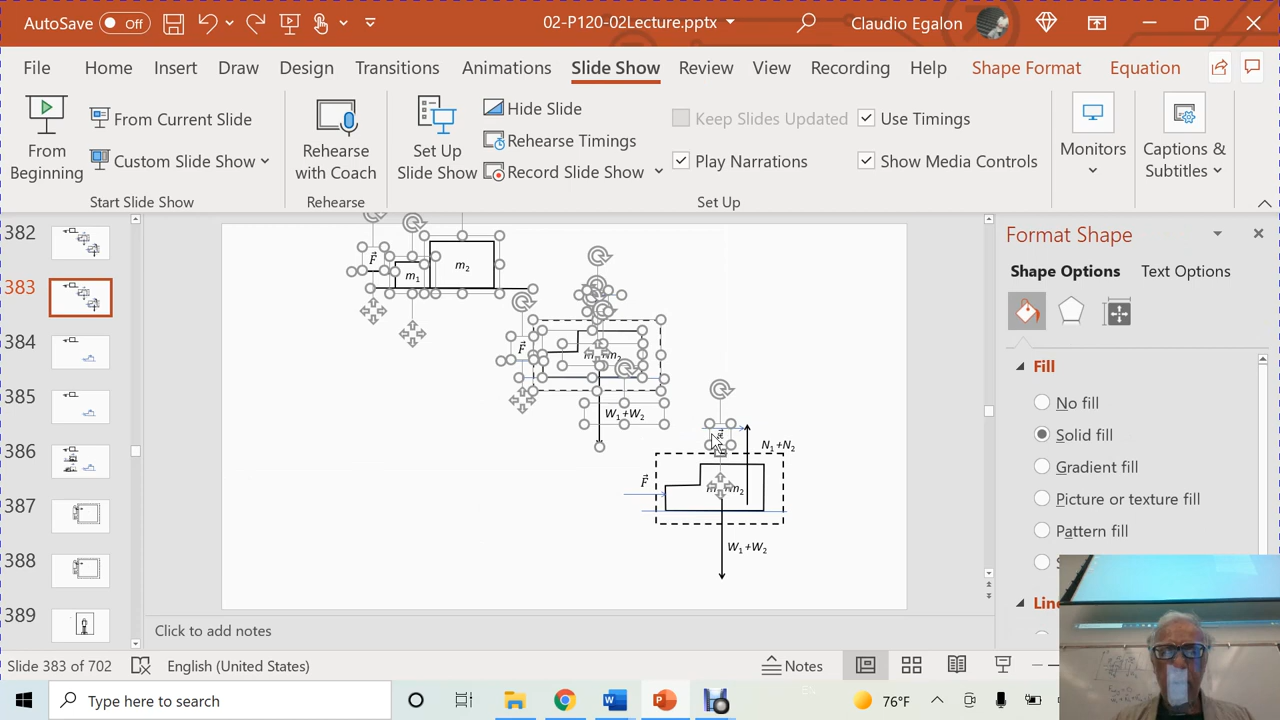 AutoSave Off 02-P120-02Lecture.pptx Claudio Egalon
File Home Insert Draw Design Transitions Animations Slide Show Review View Recording Help Shape Format Equation
From Beginning
From Current Slide
Custom Slide Show
Start Slide Show
Rehearse with Coach
Rehearse
Set Up Slide Show
Hide Slide
Rehearse Timings
Record Slide Show
Keep Slides Updated
Play Narrations
Use Timings
Show Media Controls
Set Up
Monitors
Captions & Subtitles
382
383
384
385
386
387
388
389
F⃗
m₁
m₂
F⃗
W₁+W₂
N₁+N₂
F⃗
W₁+W₂
Click to add notes
Format Shape
Shape Options Text Options
Fill
No fill
Solid fill
Gradient fill
Picture or texture fill
Pattern fill
Slide 383 of 702 English (United States) Notes
Type here to search 76°F